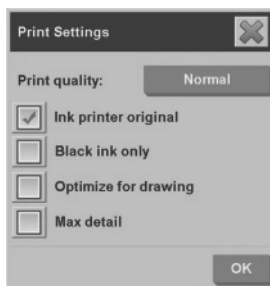 Print Settings
Print quality: Normal
Ink printer original
Black ink only
Optimize for drawing
Max detail
OK